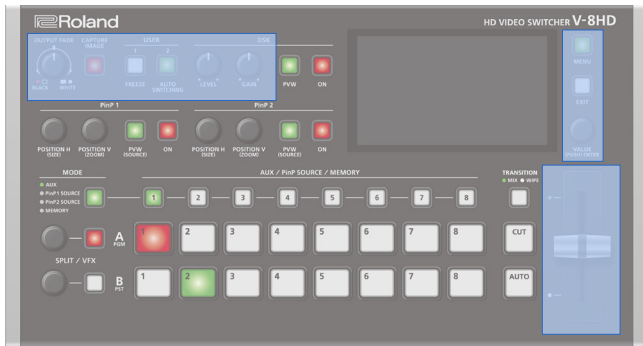 Roland
HD VIDEO SWITCHER V-8HD
OUTPUT FADE CAPTURE IMAGE USER DSK
1 2
BLACK WHITE FREEZE AUTO SWITCHING LEVEL GAIN PVW ON
MENU
EXIT
VALUE
PUSH/ENTER
PinP 1 PinP 2
POSITION H (SIZE) POSITION V (ZOOM) PVW (SOURCE) ON POSITION H (SIZE) POSITION V (ZOOM) PVW (SOURCE) ON
MODE AUX / PinP SOURCE / MEMORY TRANSITION
MIX WIPE
AUX
PinP1 SOURCE
PinP2 SOURCE
MEMORY
1 2 3 4 5 6 7 8
A PGM 1 2 3 4 5 6 7 8 CUT
SPLIT / VFX
B PST 1 2 3 4 5 6 7 8 AUTO